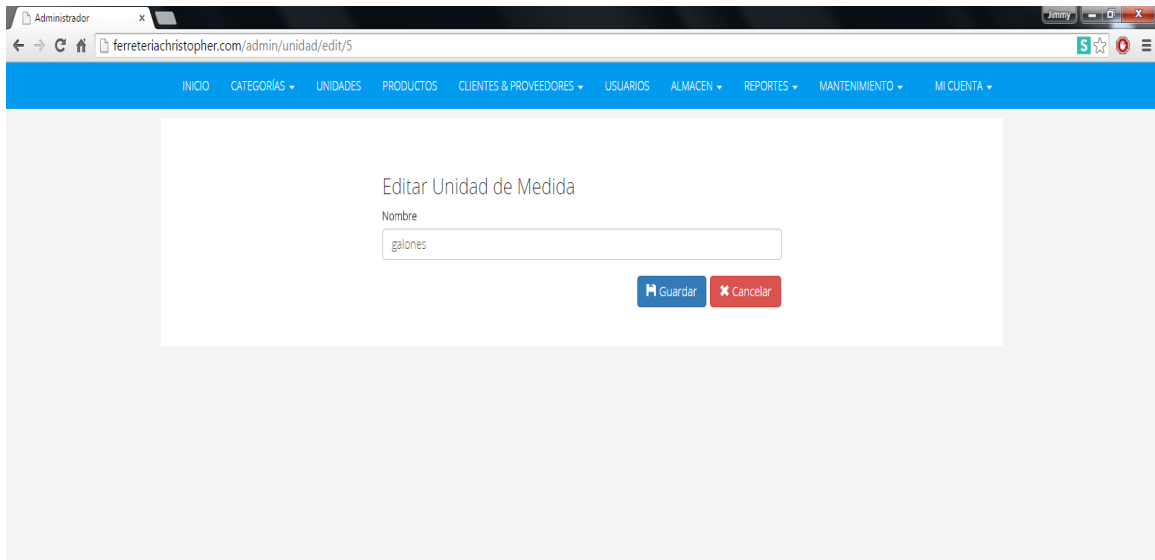 Administrador x
Jimmy
ferreteriachristopher.com/admin/unidad/edit/5
INICIO CATEGORÍAS UNIDADES PRODUCTOS CLIENTES & PROVEEDORES USUARIOS ALMACEN REPORTES MANTENIMIENTO MI CUENTA
Editar Unidad de Medida
Nombre
galones
Guardar Cancelar